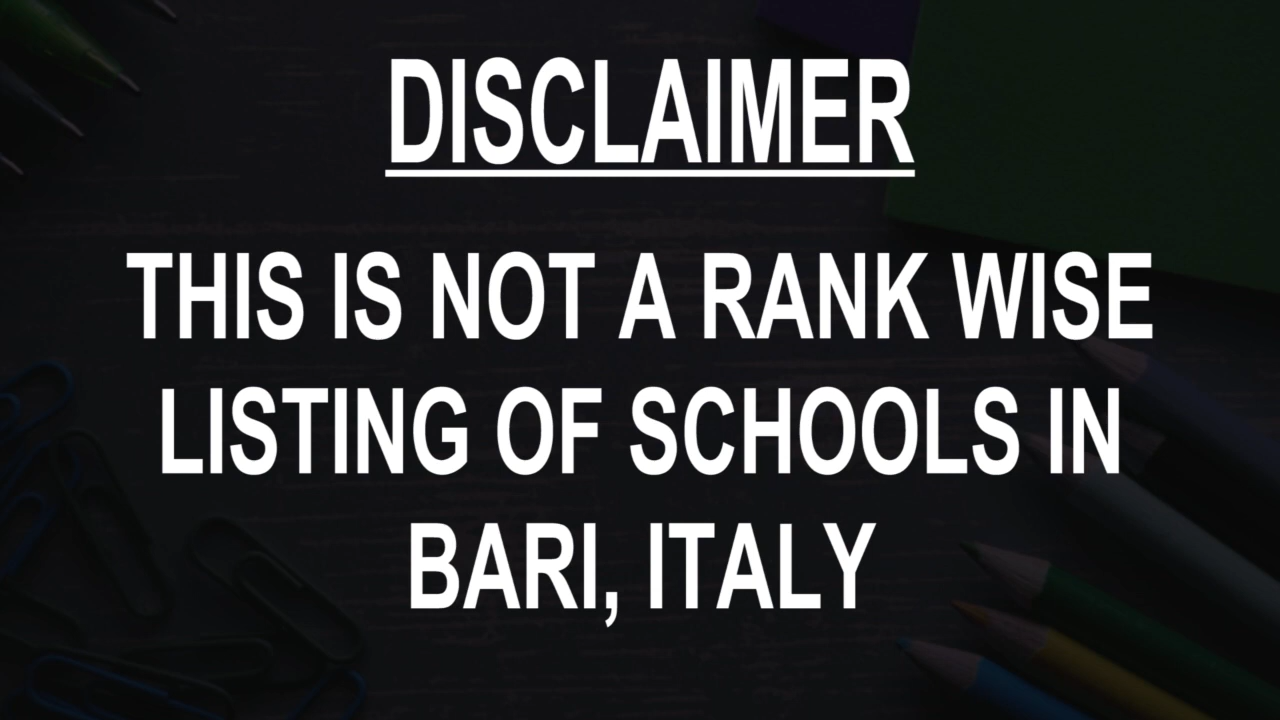 DISCLAIMER
THIS IS NOT A RANK WISE
LISTING OF SCHOOLS IN
BARI, ITALY